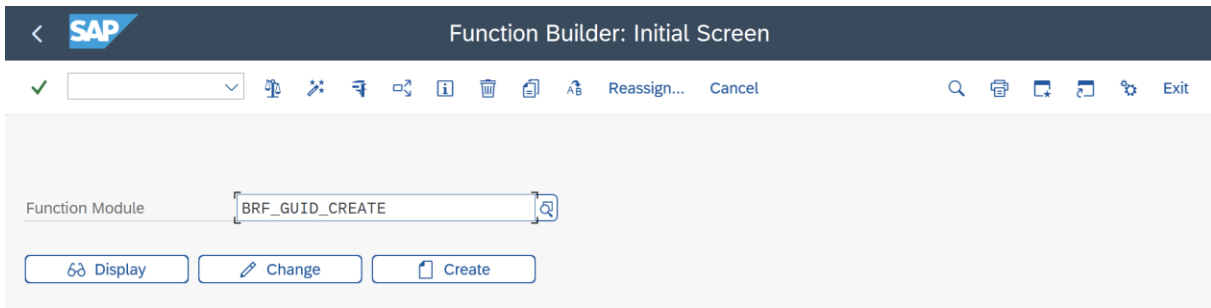 SAP Function Builder: Initial Screen
Reassign... Cancel Exit
Function Module BRF_GUID_CREATE
Display Change Create